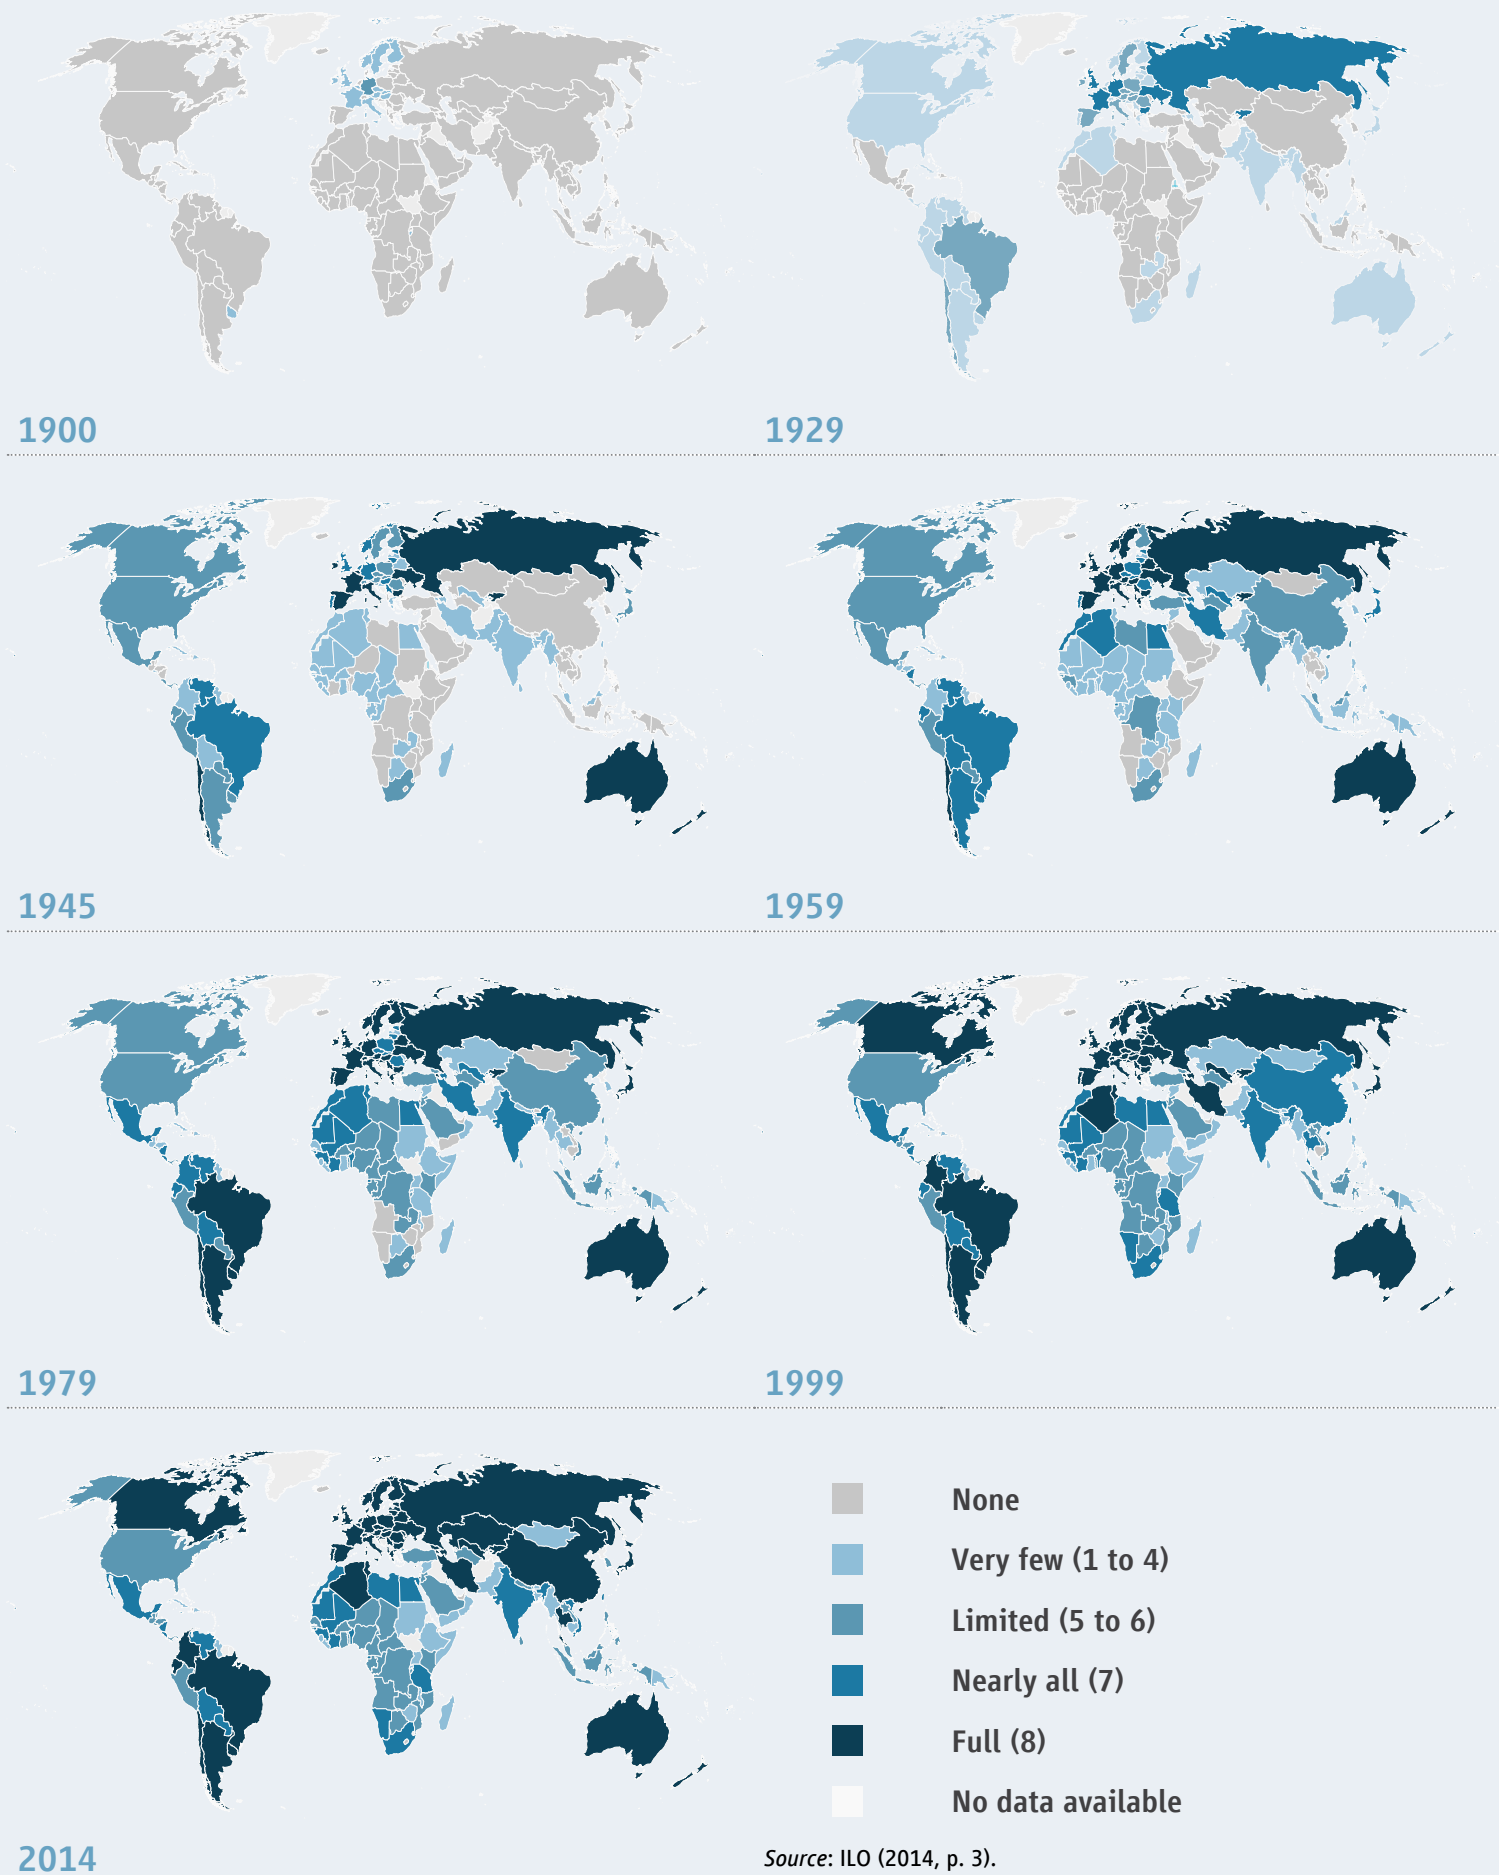 1900
1929
1945
1959
1979
1999
2014
None
Very few (1 to 4)
Limited (5 to 6)
Nearly all (7)
Full (8)
No data available
Source: ILO (2014, p. 3).